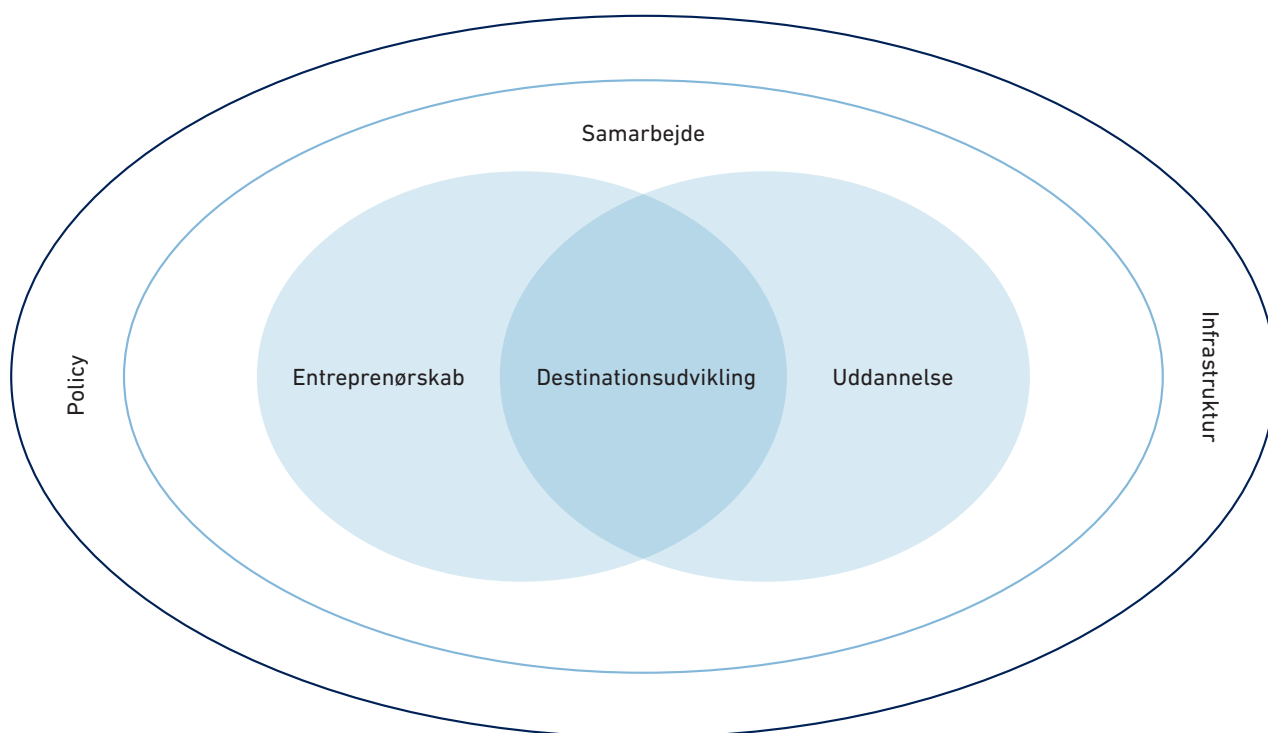 Samarbejde
Policy
Entreprenørskab
Destinationsudvikling
Uddannelse
Infrastruktur